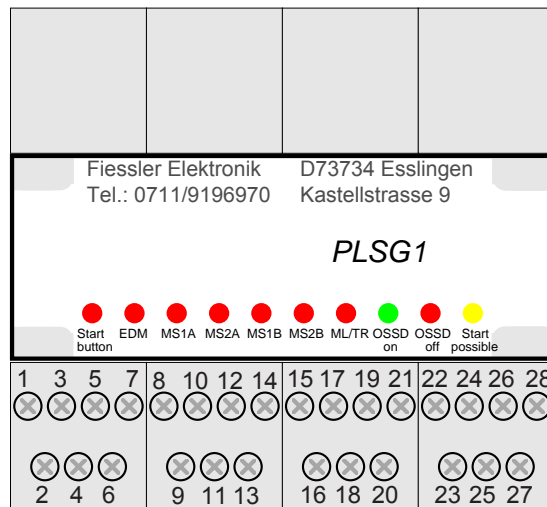 Fiessler Elektronik D73734 Esslingen
Tel.: 0711/9196970 Kastellstrasse 9
PLSG1
Start button EDM MS1A MS2A MS1B MS2B ML/TR OSSD on OSSD off Start possible
1 3 5 7 8 10 12 14 15 17 19 21 22 24 26 28
2 4 6 9 11 13 16 18 20 23 25 27